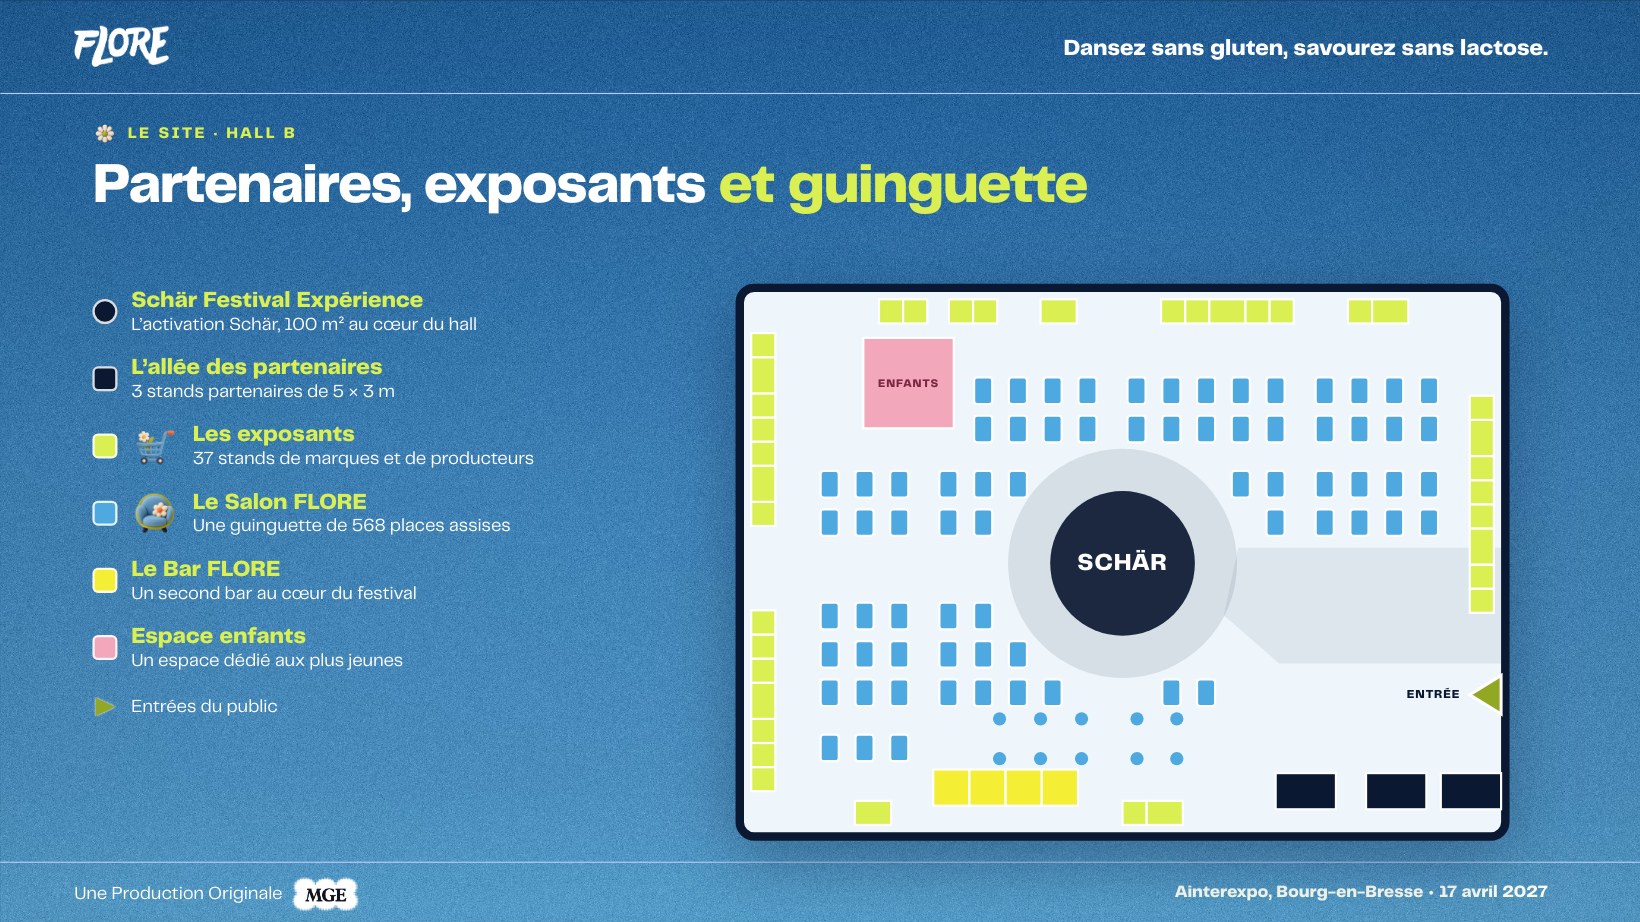 FLORE
Dansez sans gluten, savourez sans lactose.
LE SITE · HALL B
Partenaires, exposants et guinguette
Schär Festival Expérience
L’activation Schär, 100 m² au cœur du hall
L’allée des partenaires
3 stands partenaires de 5 × 3 m
Les exposants
37 stands de marques et de producteurs
Le Salon FLORE
Une guinguette de 568 places assises
Le Bar FLORE
Un second bar au cœur du festival
Espace enfants
Un espace dédié aux plus jeunes
Entrées du public
ENFANTS
SCHÄR
ENTRÉE
Une Production Originale MGE
Ainterexpo, Bourg-en-Bresse • 17 avril 2027